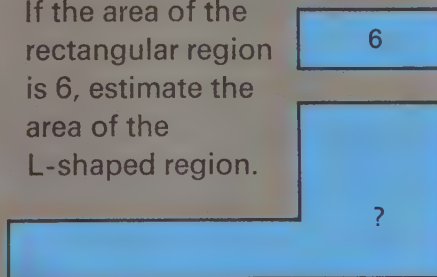 If the area of the
rectangular region
is 6, estimate the
area of the
L-shaped region.
6
?